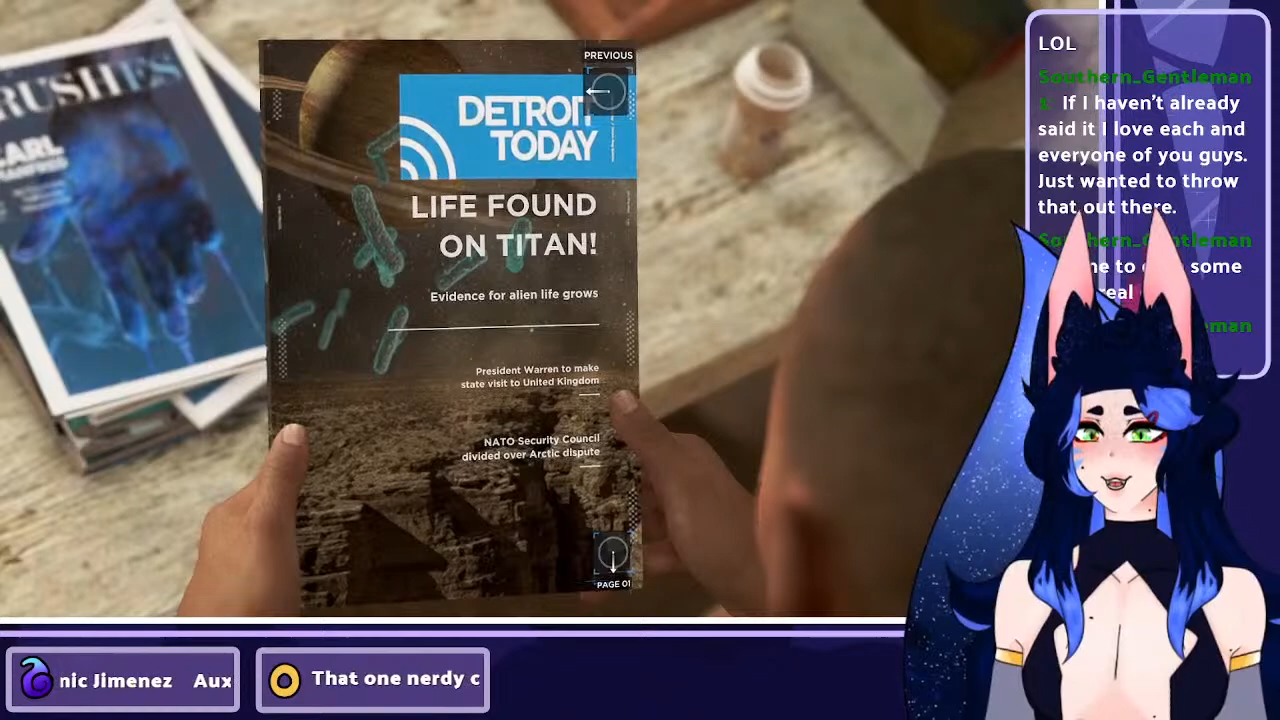 PREVIOUS
DETROIT
TODAY
LIFE FOUND
ON TITAN!
Evidence for alien life grows
President Warren to make
state visit to United Kingdom
NATO Security Council
divided over Arctic dispute
PAGE 01
LOL
Southern_Gentleman
: If I haven't already
said it I love each and
everyone of you guys.
Just wanted to throw
that out there.
some
real
nic Jimenez Aux
That one nerdy c